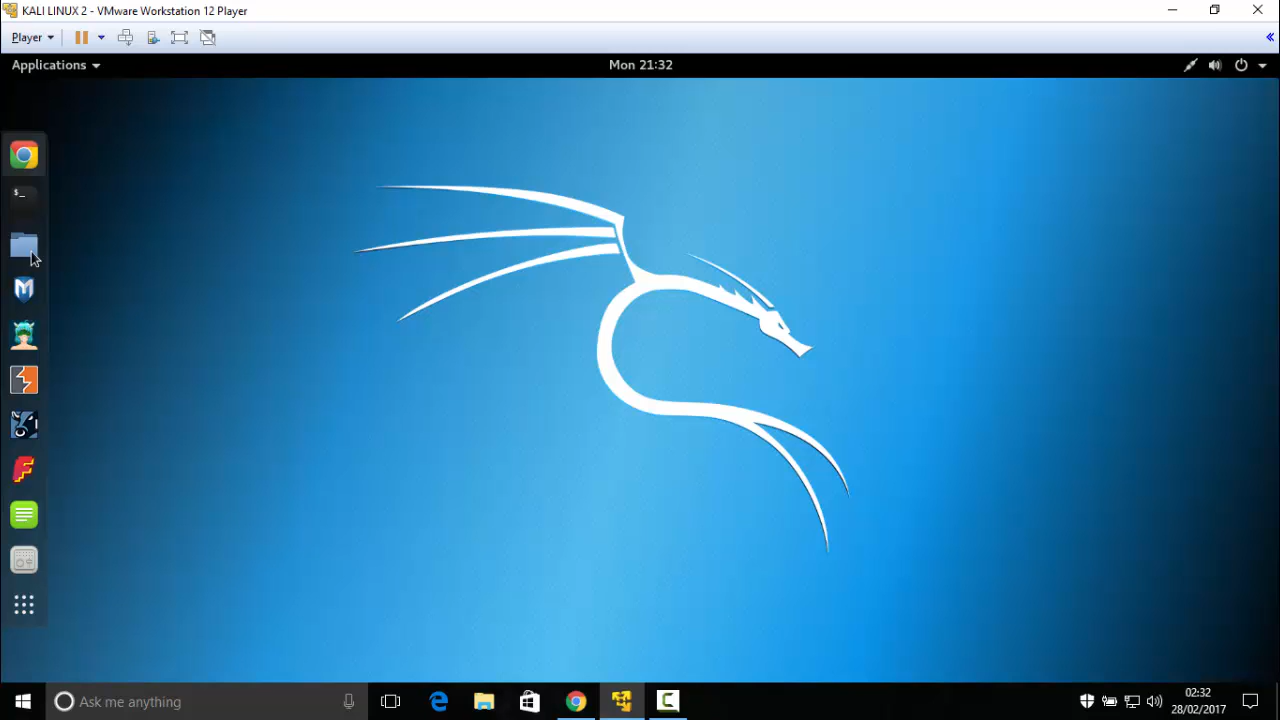 KALI LINUX 2 - VMware Workstation 12 Player
Player
Applications
Mon 21:32
$_
Ask me anything
02:32
28/02/2017